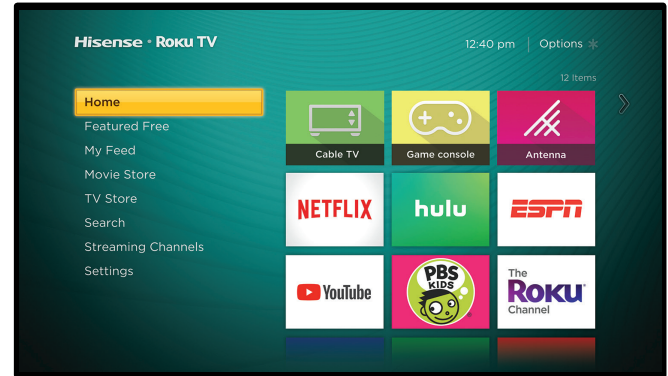 Hisense · Roku TV
12:40 pm | Options
12 Items
Home
Featured Free
My Feed
Movie Store
TV Store
Search
Streaming Channels
Settings
Cable TV
Game console
Antenna
NETFLIX
hulu
ESPN
YouTube
PBS
KIDS
The
Roku
Channel